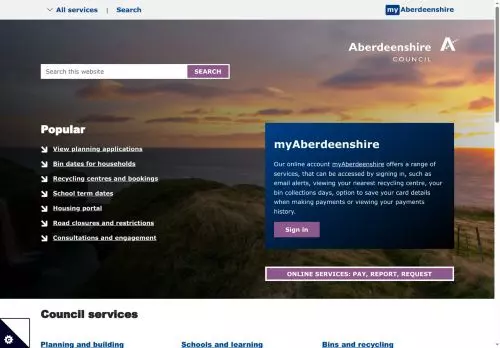 All services | Search
my Aberdeenshire
Aberdeenshire
COUNCIL
Search this website
SEARCH
Popular
View planning applications
Bin dates for households
Recycling centres and bookings
School term dates
Housing portal
Road closures and restrictions
Consultations and engagement
myAberdeenshire
Our online account myAberdeenshire offers a range of
services, that can be accessed by signing in, such as
email alerts, viewing your nearest recycling centre, your
bin collections days, option to save your card details
when making payments or viewing your payments
history.
Sign in
ONLINE SERVICES: PAY, REPORT, REQUEST
Council services
Planning and building
Schools and learning
Bins and recycling